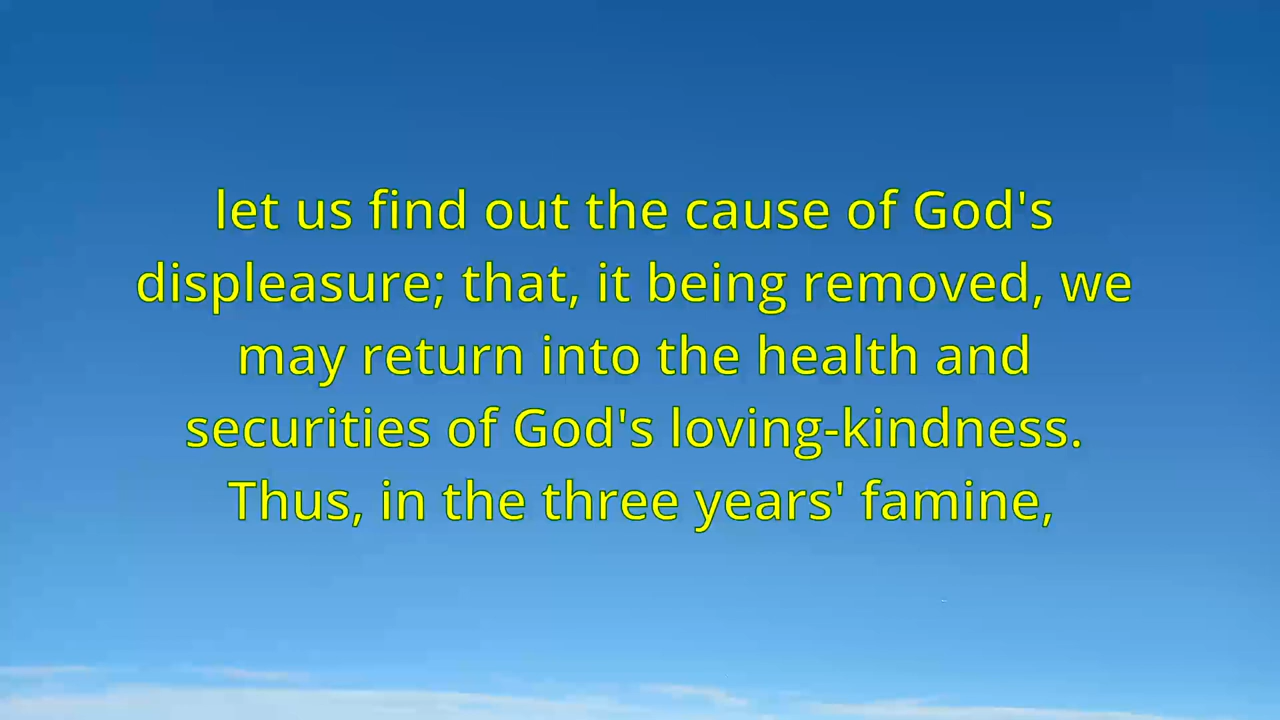 let us find out the cause of God's
displeasure; that, it being removed, we
may return into the health and
securities of God's loving-kindness.
Thus, in the three years' famine,